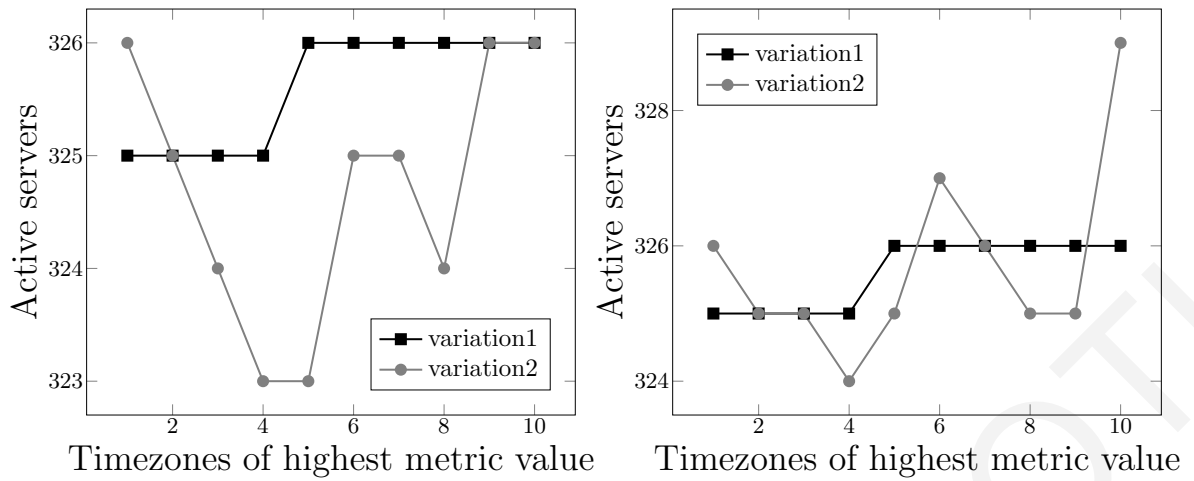 326
325
324
323
Active servers
variation1
variation2
2 4 6 8 10
Timezones of highest metric value
328
326
324
Active servers
variation1
variation2
2 4 6 8 10
Timezones of highest metric value
OTI